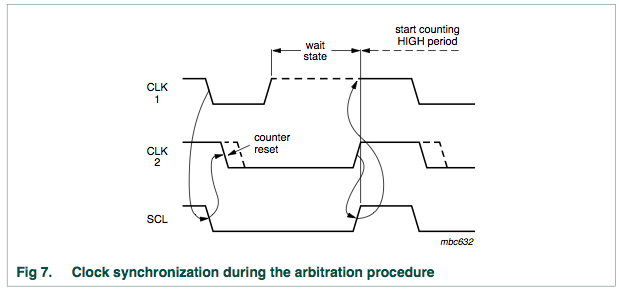 start counting
HIGH period
wait
state
CLK
1
counter
reset
CLK
2
SCL
mbc632
Fig 7. Clock synchronization during the arbitration procedure